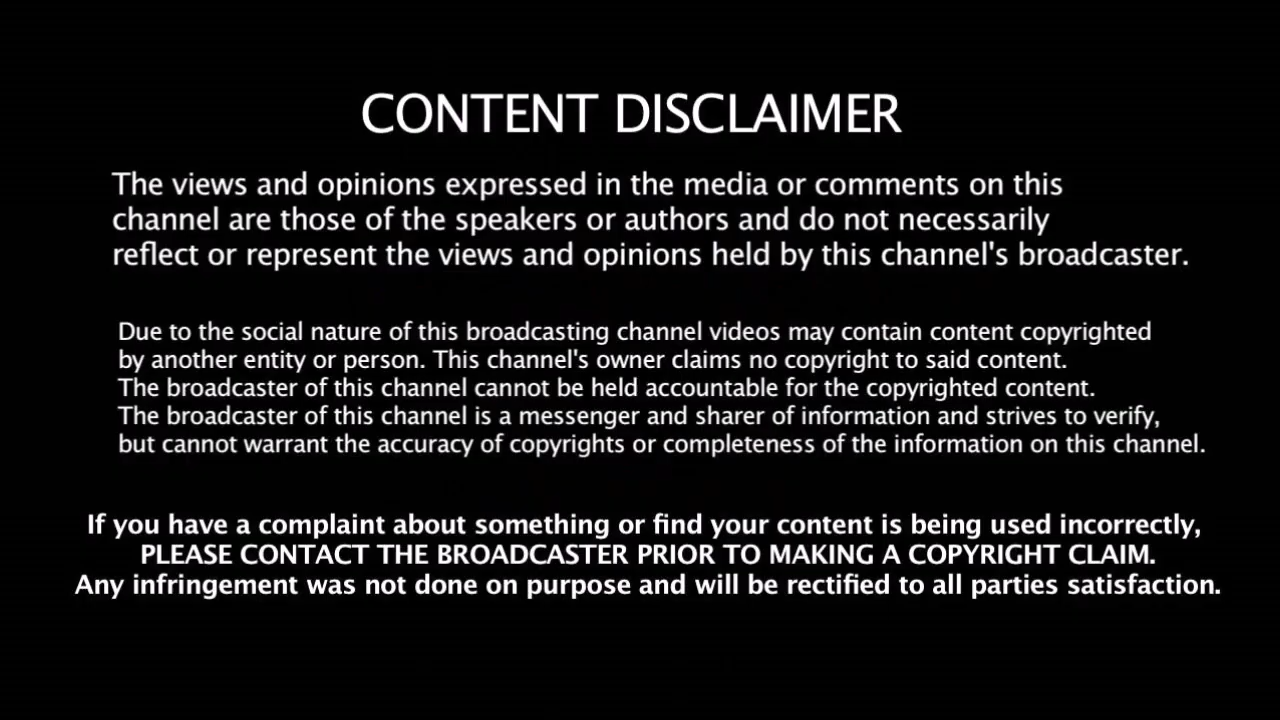 CONTENT DISCLAIMER
The views and opinions expressed in the media or comments on this
channel are those of the speakers or authors and do not necessarily
reflect or represent the views and opinions held by this channel's broadcaster.
Due to the social nature of this broadcasting channel videos may contain content copyrighted
by another entity or person. This channel's owner claims no copyright to said content.
The broadcaster of this channel cannot be held accountable for the copyrighted content.
The broadcaster of this channel is a messenger and sharer of information and strives to verify,
but cannot warrant the accuracy of copyrights or completeness of the information on this channel.
If you have a complaint about something or find your content is being used incorrectly,
PLEASE CONTACT THE BROADCASTER PRIOR TO MAKING A COPYRIGHT CLAIM.
Any infringement was not done on purpose and will be rectified to all parties satisfaction.